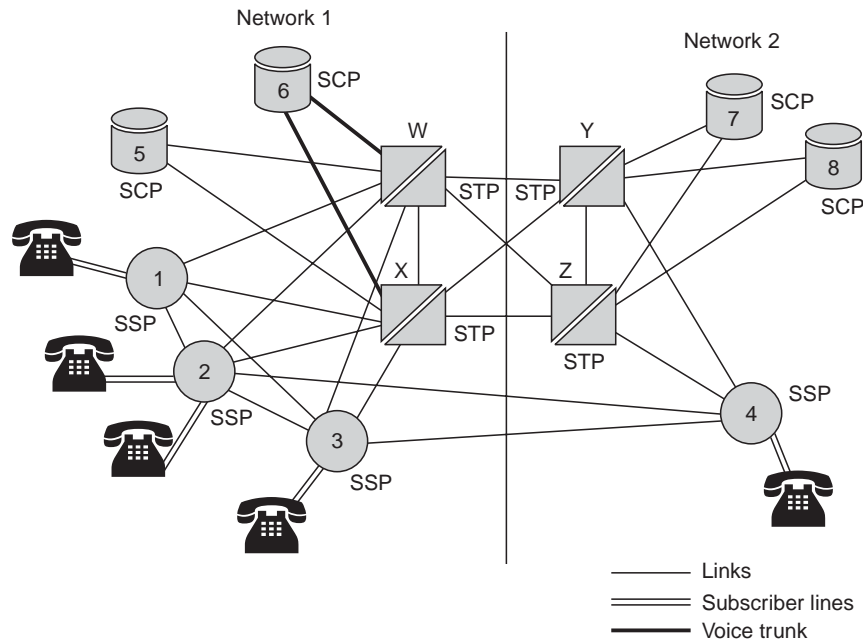 Network 1
Network 2
6
SCP
7
SCP
W
Y
5
SCP
8
SCP
STP
STP
1
SSP
X
Z
STP
STP
2
SSP
4
SSP
3
SSP
Links
Subscriber lines
Voice trunk